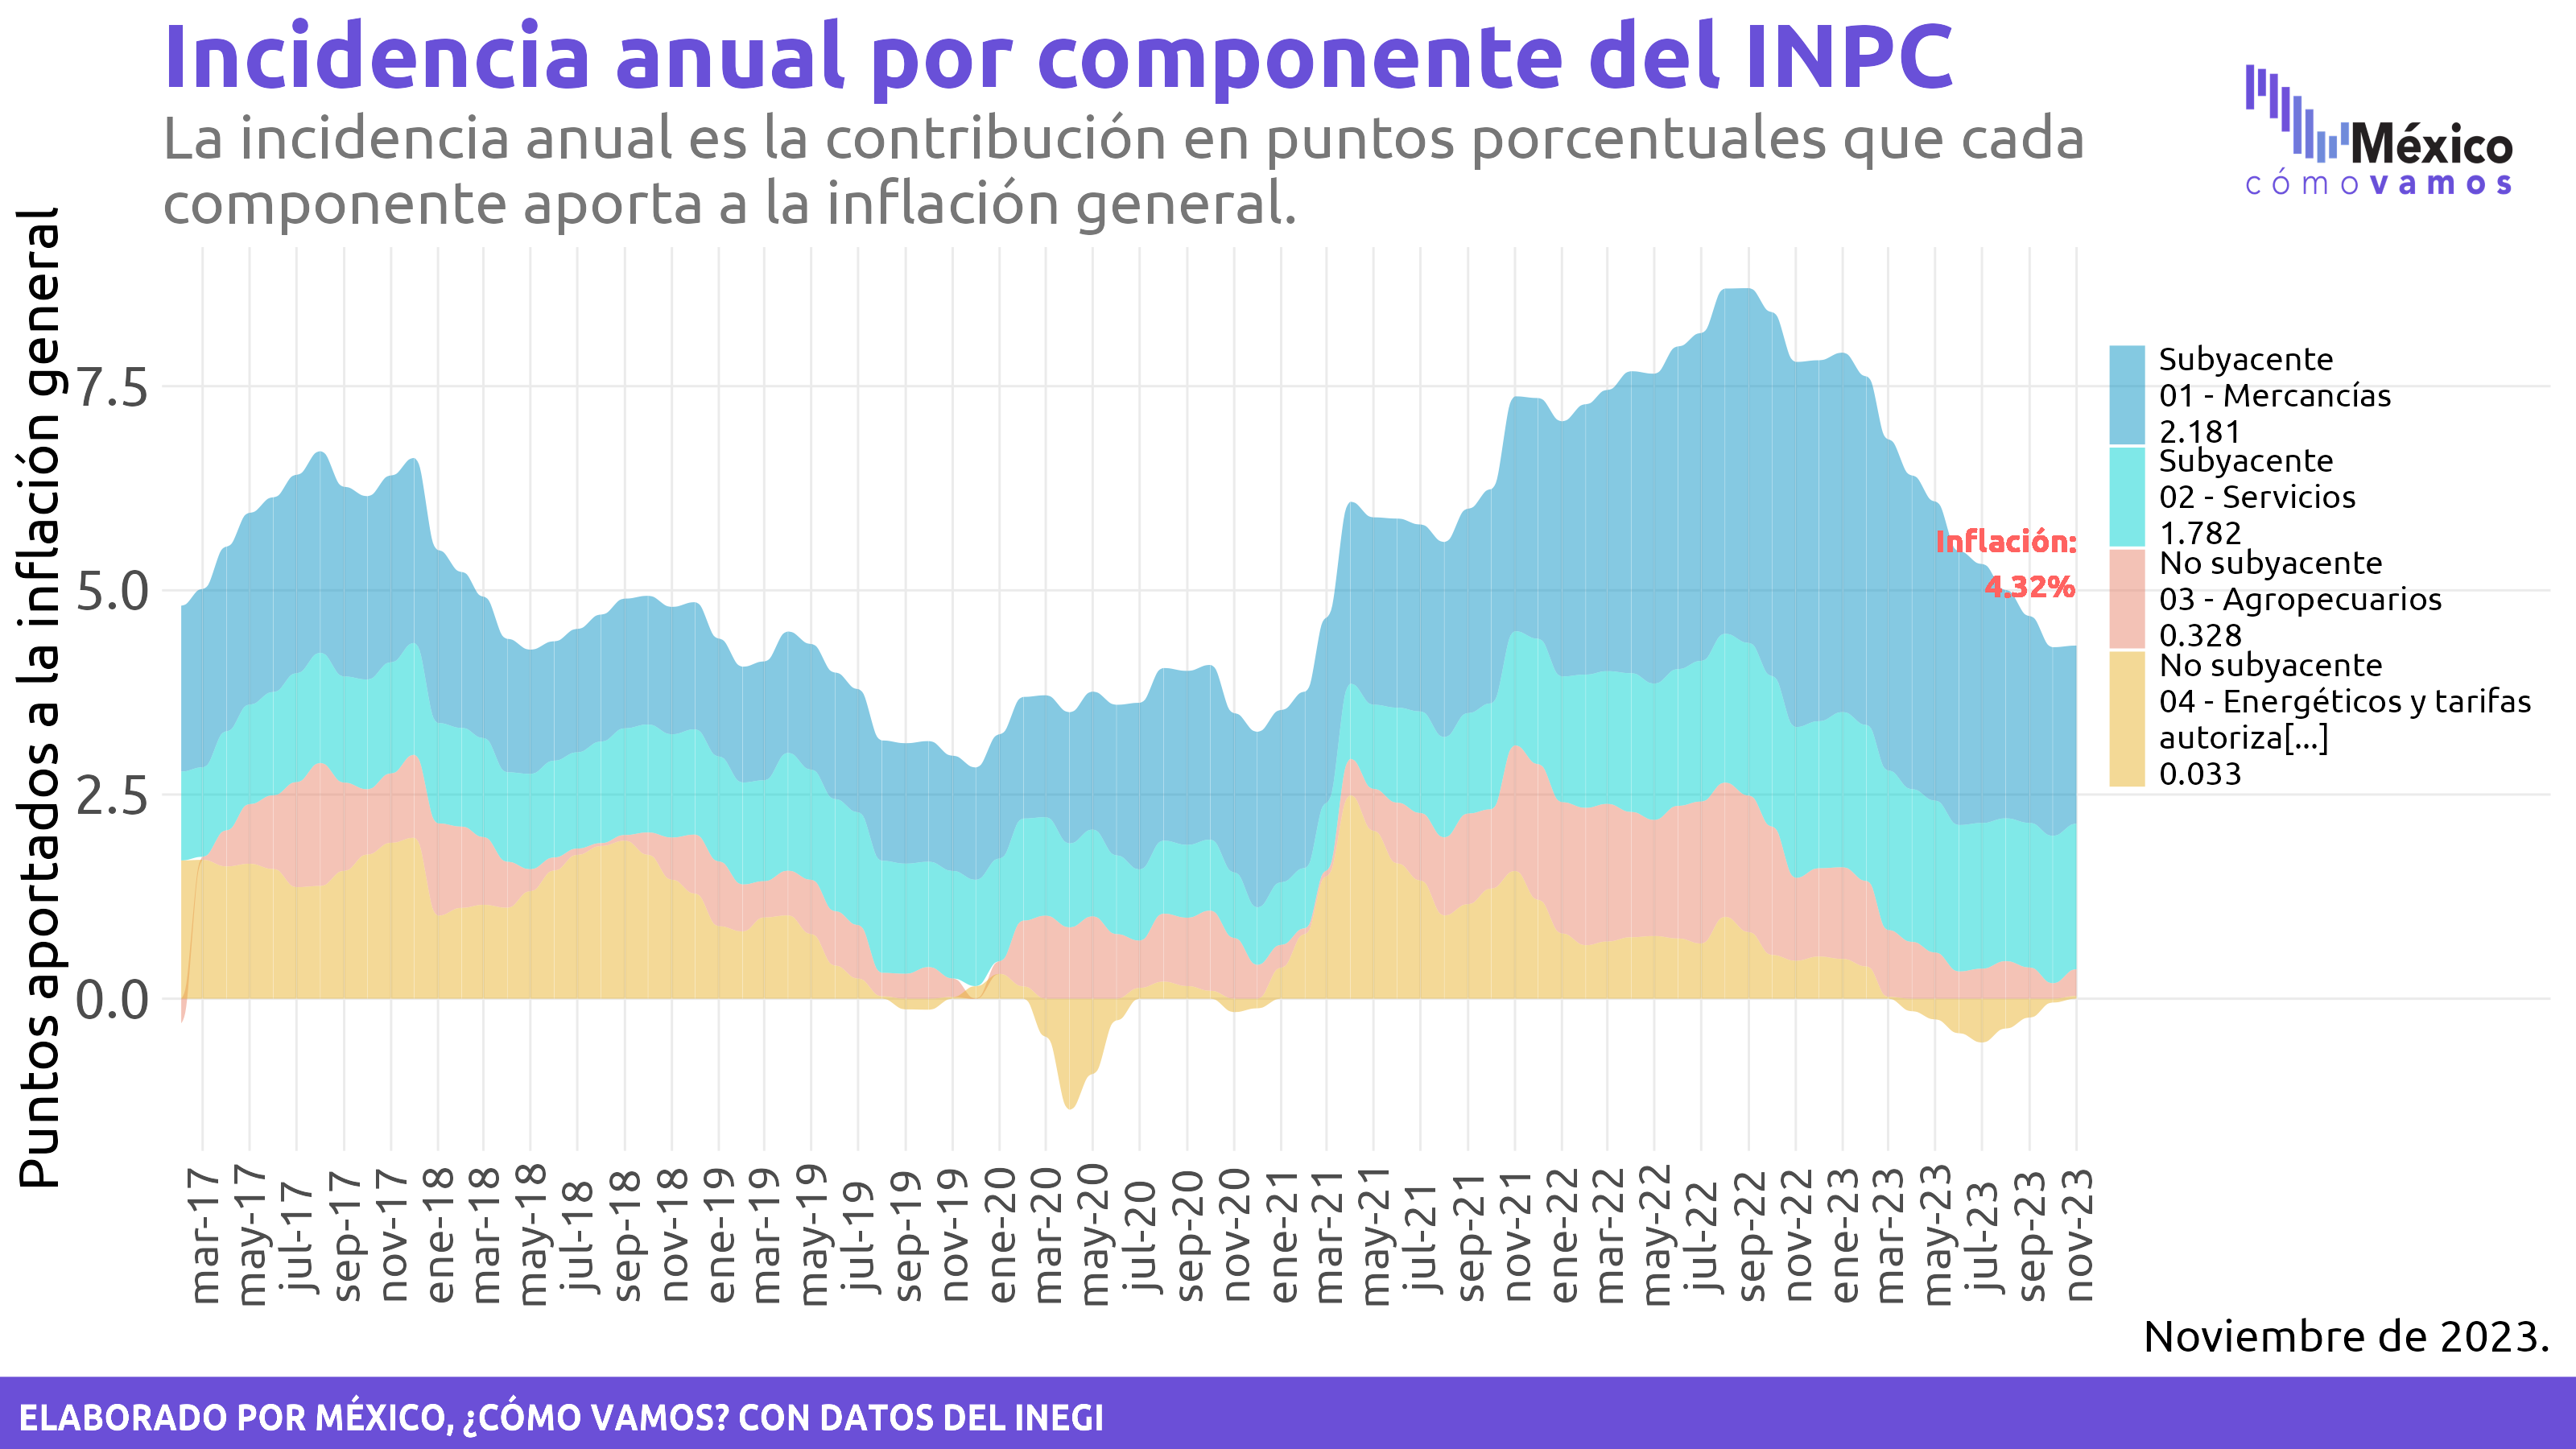 Incidencia anual por componente del INPC
La incidencia anual es la contribución en puntos porcentuales que cada
componente aporta a la inflación general.
México
cómovamos
Puntos aportados a la inflación general
7.5
5.0
2.5
0.0
Inflación:
4.32%
Subyacente
01 - Mercancías
2.181
Subyacente
02 - Servicios
1.782
No subyacente
03 - Agropecuarios
0.328
No subyacente
04 - Energéticos y tarifas
autoriza[...]
0.033
mar-17
may-17
jul-17
sep-17
nov-17
ene-18
mar-18
may-18
jul-18
sep-18
nov-18
ene-19
mar-19
may-19
jul-19
sep-19
nov-19
ene-20
mar-20
may-20
jul-20
sep-20
nov-20
ene-21
mar-21
may-21
jul-21
sep-21
nov-21
ene-22
mar-22
may-22
jul-22
sep-22
nov-22
ene-23
mar-23
may-23
jul-23
sep-23
nov-23
Noviembre de 2023.
ELABORADO POR MÉXICO, ¿CÓMO VAMOS? CON DATOS DEL INEGI